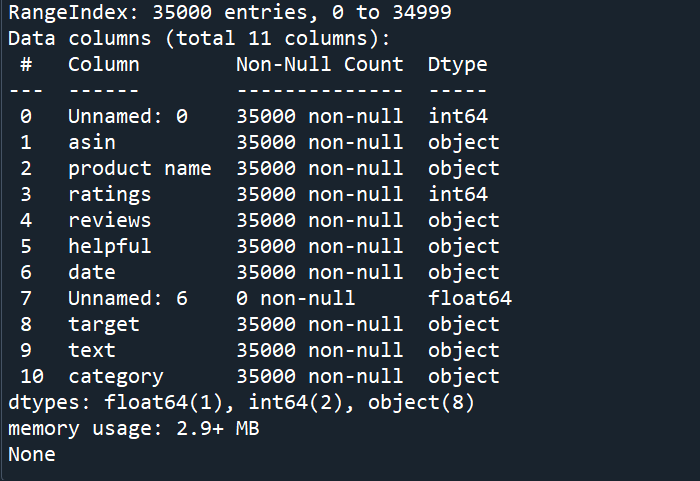 RangeIndex: 35000 entries, 0 to 34999
Data columns (total 11 columns):
 #   Column        Non-Null Count  Dtype
---  ------        --------------  -----
 0   Unnamed: 0    35000 non-null  int64
 1   asin          35000 non-null  object
 2   product name  35000 non-null  object
 3   ratings       35000 non-null  int64
 4   reviews       35000 non-null  object
 5   helpful       35000 non-null  object
 6   date          35000 non-null  object
 7   Unnamed: 6    0 non-null      float64
 8   target        35000 non-null  object
 9   text          35000 non-null  object
 10  category      35000 non-null  object
dtypes: float64(1), int64(2), object(8)
memory usage: 2.9+ MB
None